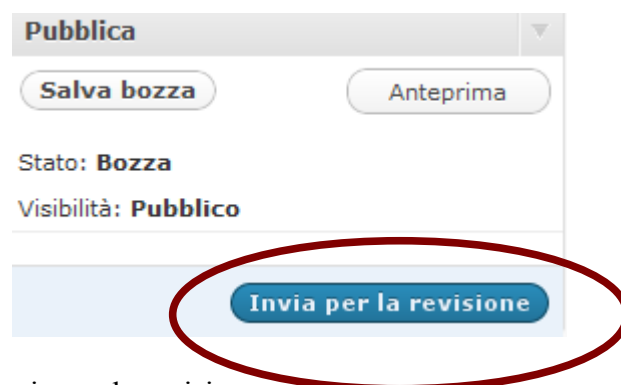 Pubblica
Salva bozza Anteprima
Stato: Bozza
Visibilità: Pubblico
Invia per la revisione